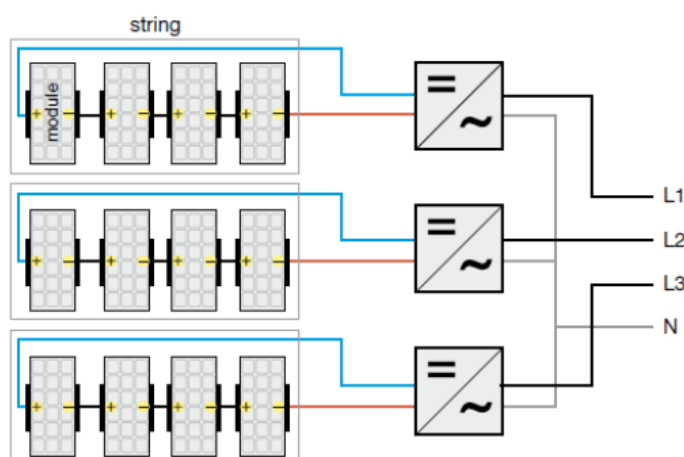 string
module
+ − + − + − + −
= ~
L1
+ − + − + − + −
= ~
L2
L3
N
+ − + − + − + −
= ~